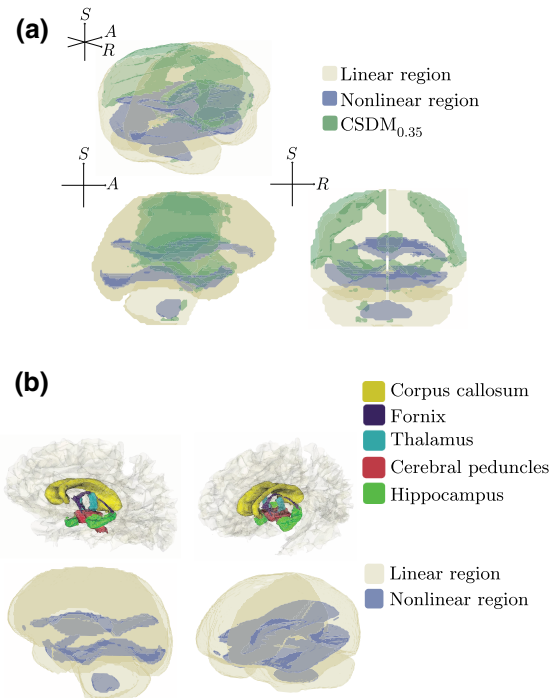 (a)
S
A
R
Linear region
Nonlinear region
CSDM0.35
S
A
S
R
(b)
Corpus callosum
Fornix
Thalamus
Cerebral peduncles
Hippocampus
Linear region
Nonlinear region